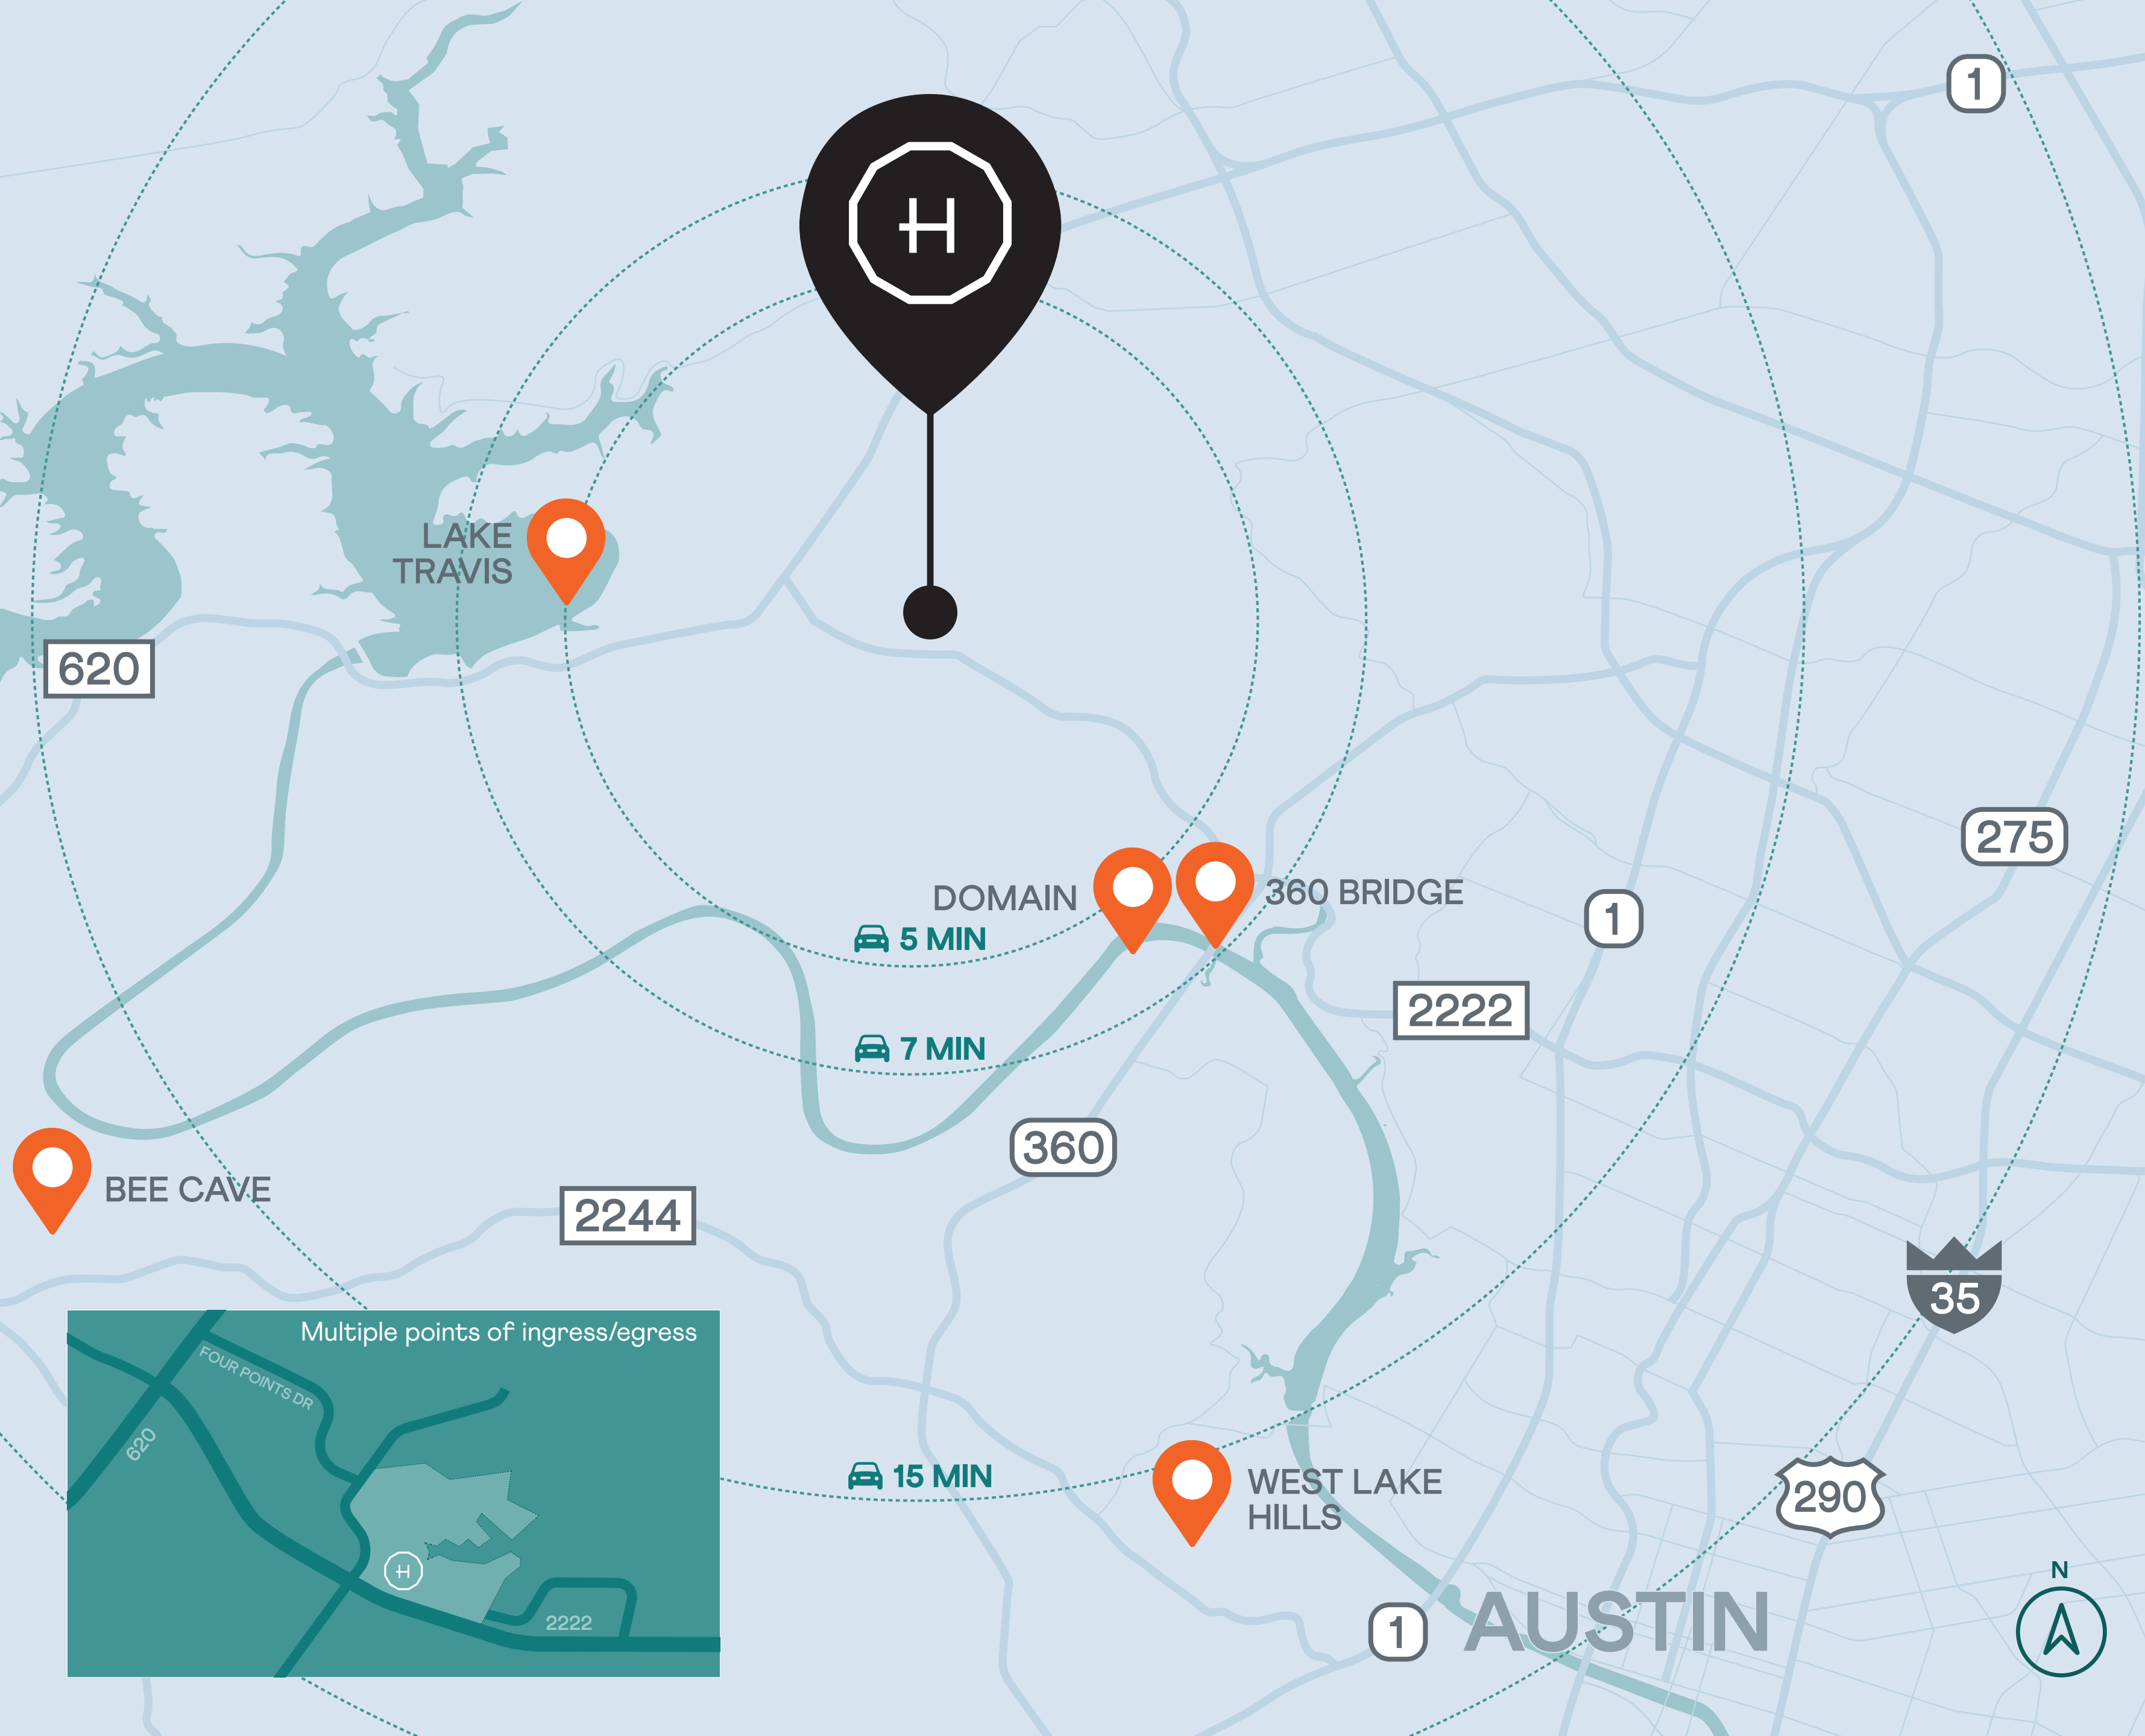 1
H
LAKE
TRAVIS
620
275
DOMAIN
360 BRIDGE
1
5 MIN
2222
7 MIN
360
BEE CAVE
2244
35
Multiple points of ingress/egress
FOUR POINTS DR
620
H
2222
15 MIN
WEST LAKE
HILLS
290
N
1
AUSTIN